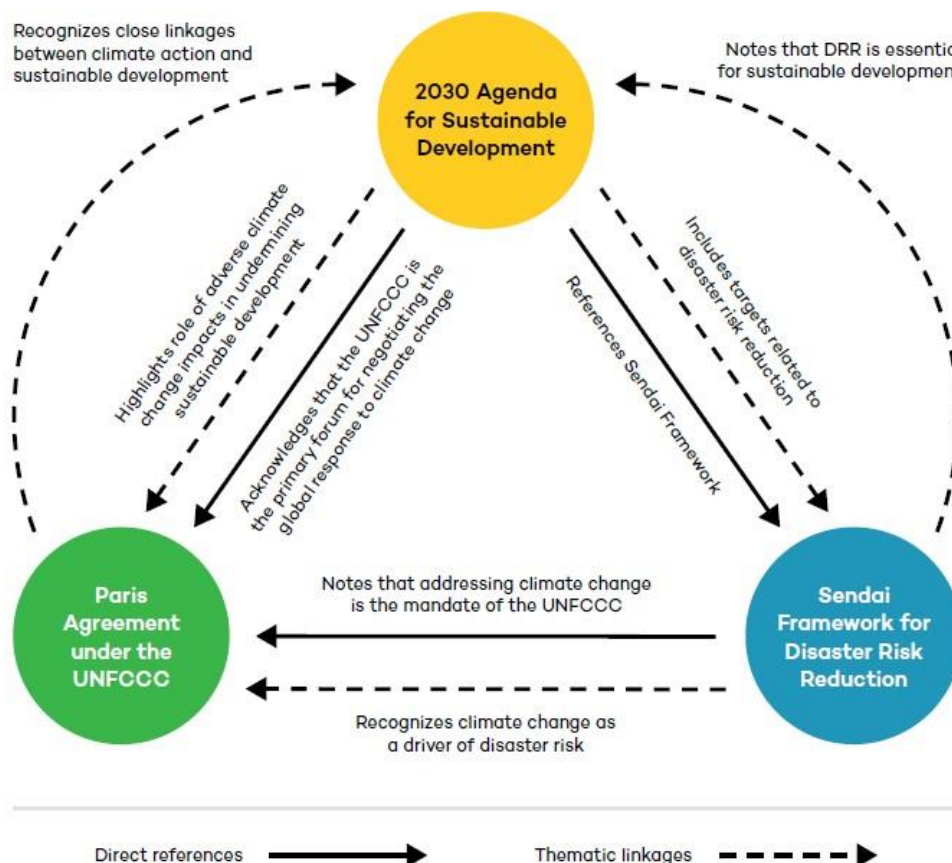 Recognizes close linkages
between climate action and
sustainable development
Notes that DRR is essentia
for sustainable developmen
2030 Agenda
for Sustainable
Development
Highlights role of adverse climate
change impacts in undermining
sustainable development
Acknowledges that the UNFCCC is
the primary forum for negotiating the
global response to climate change
References Sendai Framework
Includes targets related to
disaster risk reduction
Paris
Agreement
under the
UNFCCC
Notes that addressing climate change
is the mandate of the UNFCCC
Recognizes climate change as
a driver of disaster risk
Sendai
Framework for
Disaster Risk
Reduction
Direct references
Thematic linkages